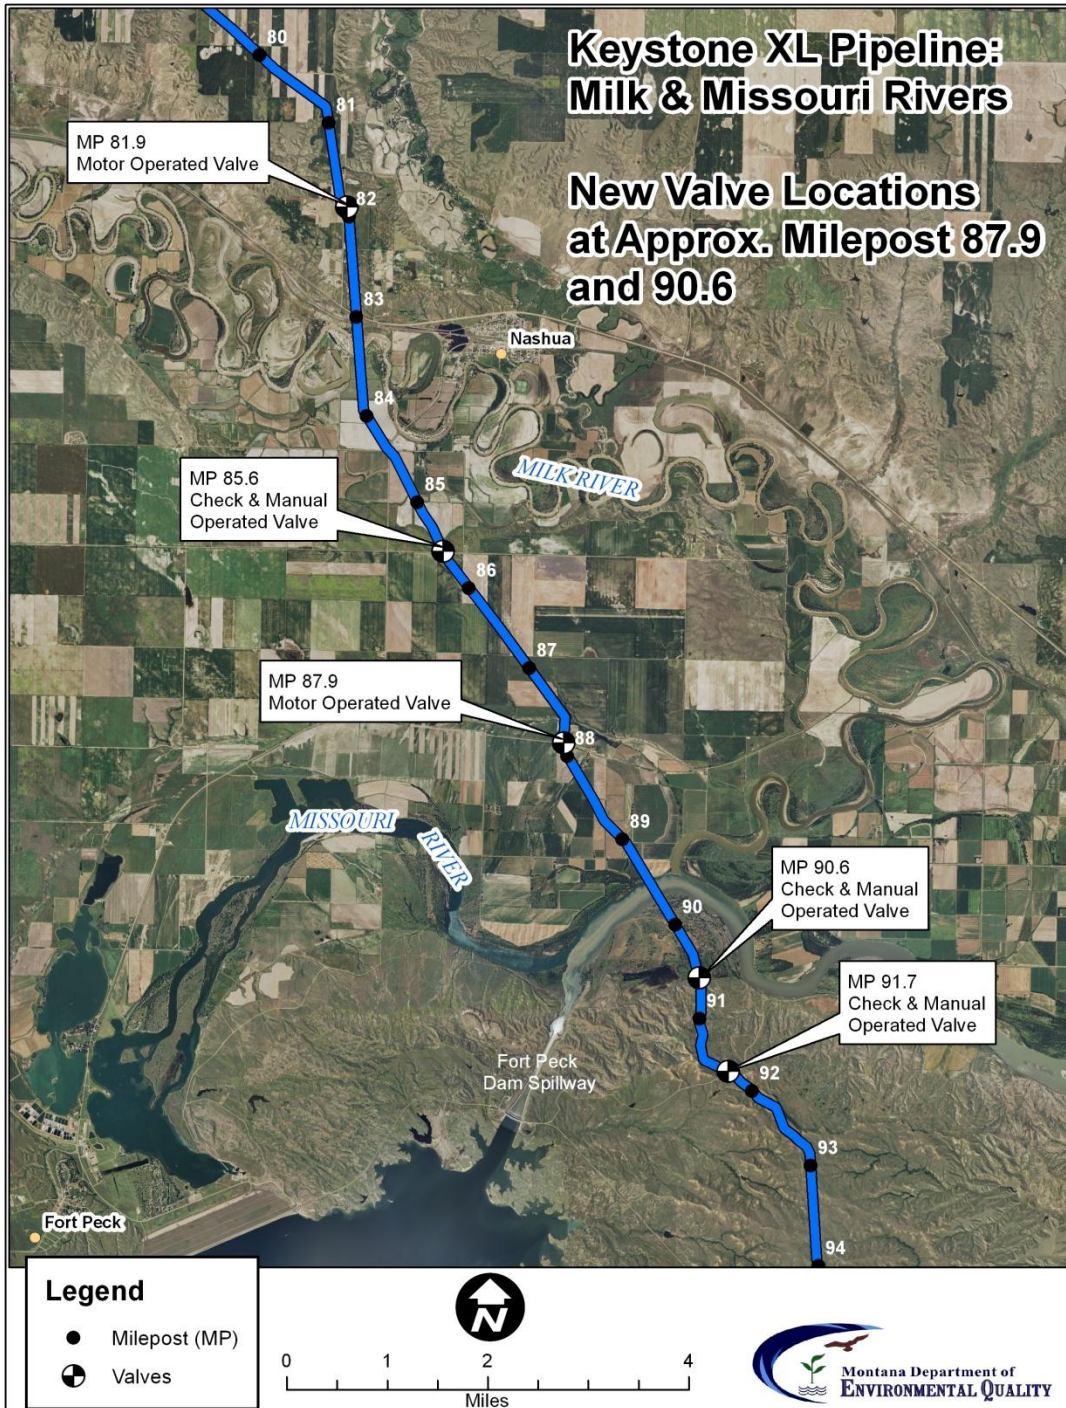 Keystone XL Pipeline:
Milk & Missouri Rivers
New Valve Locations
at Approx. Milepost 87.9
and 90.6
80
81
MP 81.9
Motor Operated Valve
82
83
Nashua
84
MILK RIVER
MP 85.6
Check & Manual
Operated Valve
85
86
87
MP 87.9
Motor Operated Valve
88
MISSOURI
RIVER
89
MP 90.6
Check & Manual
Operated Valve
90
91
MP 91.7
Check & Manual
Operated Valve
Fort Peck
Dam Spillway
92
93
Fort Peck
94
Legend
Milepost (MP)
Valves
N
0 2 4
Miles
Montana Department of
ENVIRONMENTAL QUALITY